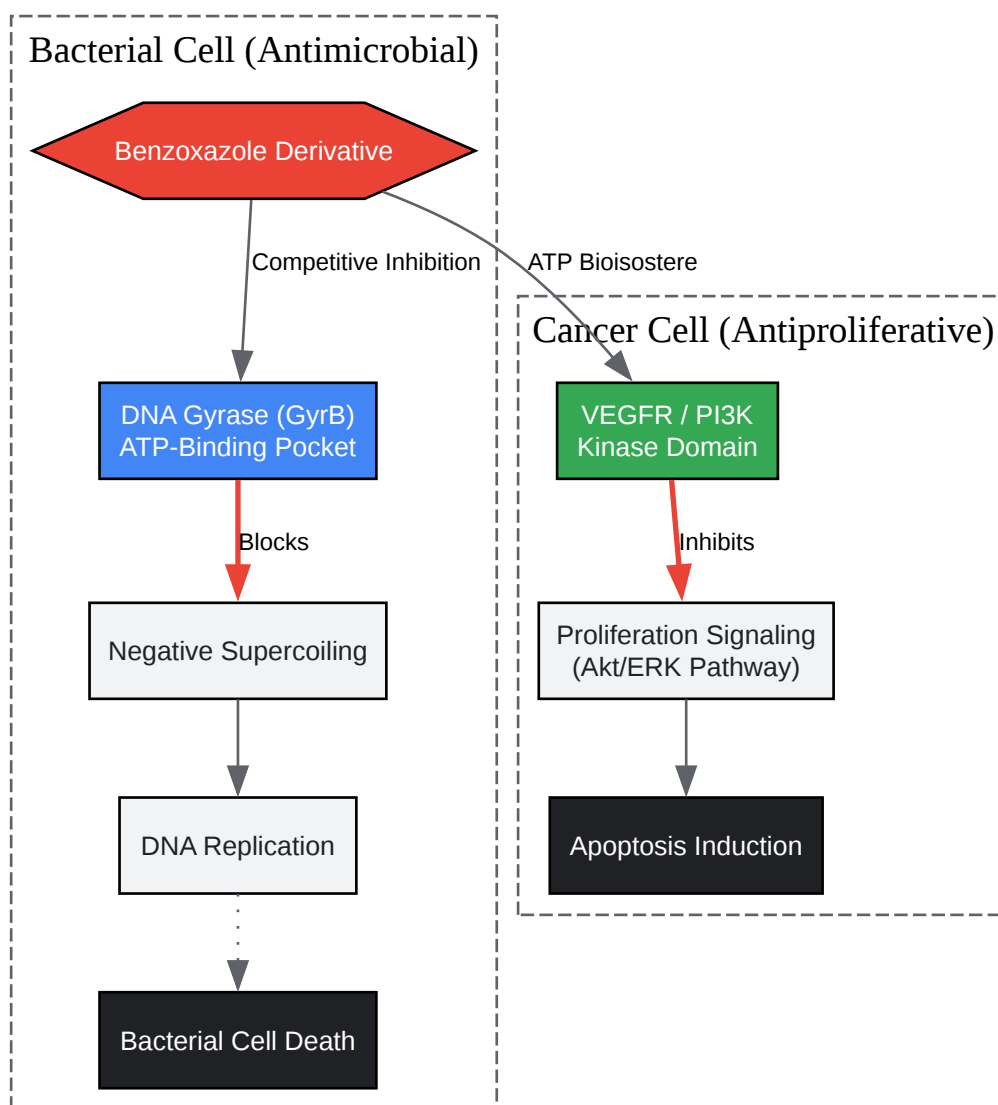 Bacterial Cell (Antimicrobial)
Benzoxazole Derivative
Competitive Inhibition
ATP Bioisostere
Cancer Cell (Antiproliferative)
DNA Gyrase (GyrB)
ATP-Binding Pocket
VEGFR / PI3K
Kinase Domain
Blocks
Inhibits
Negative Supercoiling
Proliferation Signaling
(Akt/ERK Pathway)
DNA Replication
Apoptosis Induction
Bacterial Cell Death